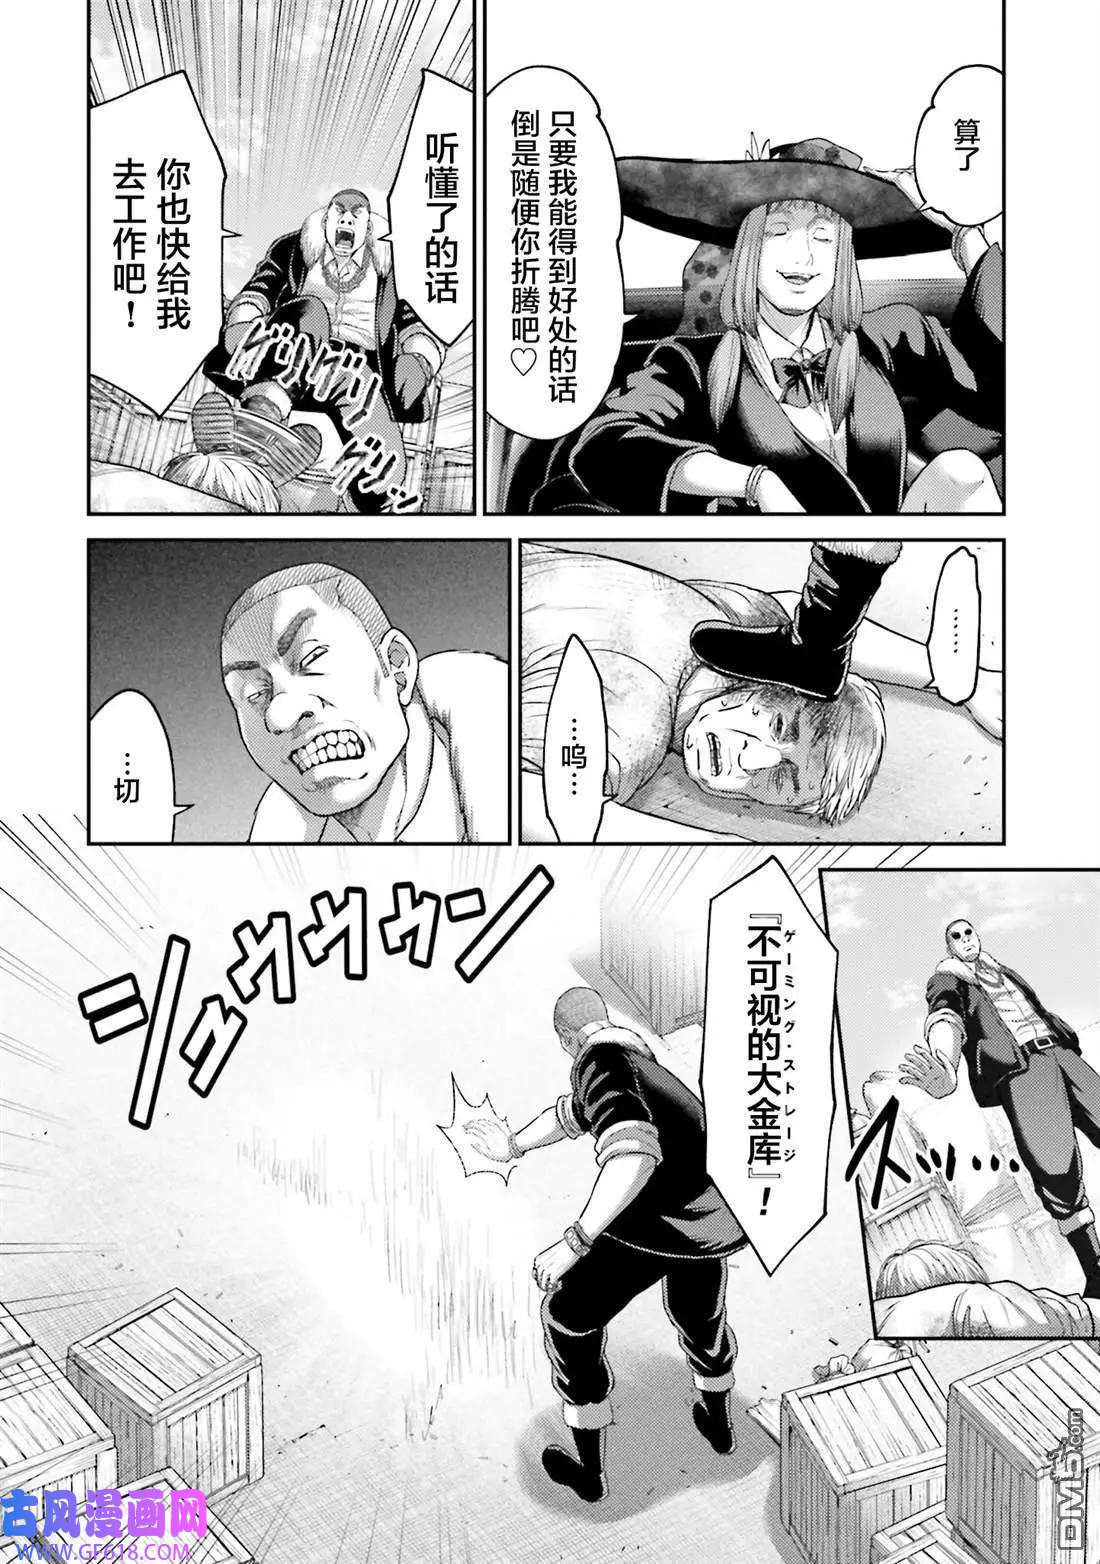 算了
只要我能得到好处的话
倒是随便你折腾吧♡
听懂了的话
你也快给我
去工作吧！
グリグリ
グリグリッ
………
…呜…
…切
スッ…
『不可视的大金库』！
ゲーミング・ストレージ
シュウウウン
古风漫画网
WWW.GF618.COM
DM5.com